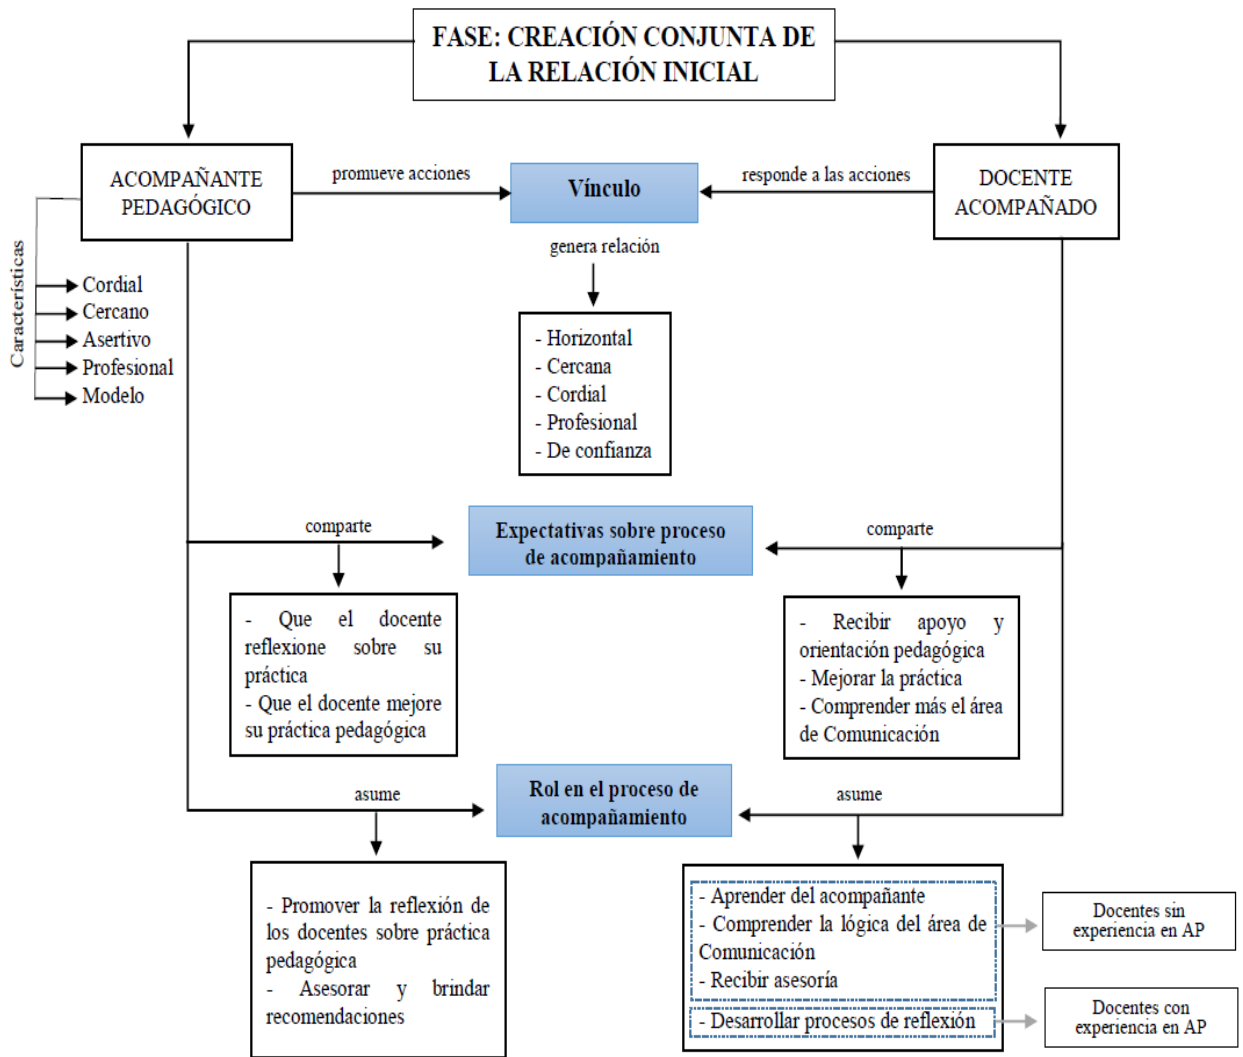 FASE: CREACIÓN CONJUNTA DE
LA RELACIÓN INICIAL
ACOMPAÑANTE
PEDAGÓGICO
promueve acciones
Vínculo
responde a las acciones
DOCENTE
ACOMPAÑADO
Características
Cordial
Cercano
Asertivo
Profesional
Modelo
genera relación
- Horizontal
- Cercana
- Cordial
- Profesional
- De confianza
comparte
Expectativas sobre proceso
de acompañamiento
comparte
- Que el docente
reflexione sobre su
práctica
- Que el docente mejore
su práctica pedagógica
- Recibir apoyo y
orientación pedagógica
- Mejorar la práctica
- Comprender más el área
de Comunicación
asume
Rol en el proceso de
acompañamiento
asume
- Promover la reflexión de
los docentes sobre práctica
pedagógica
- Asesorar y brindar
recomendaciones
- Aprender del acompañante
- Comprender la lógica del área de
Comunicación
- Recibir asesoría
- Desarrollar procesos de reflexión
Docentes sin
experiencia en AP
Docentes con
experiencia en AP